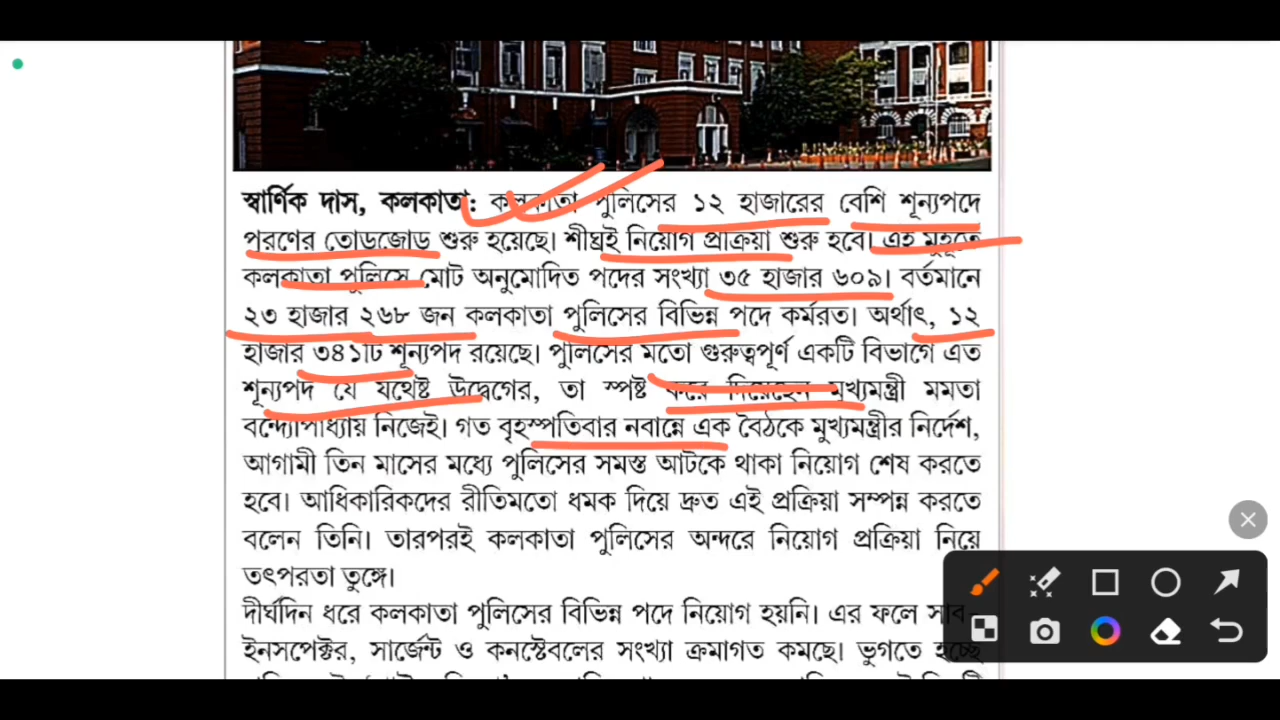 স্বার্ণিক দাস, কলকাতা: কলকাতা পুলিসের ১২ হাজারের বেশি শূন্যপদে
পূরণের তোড়জোড় শুরু হয়েছে। শীঘ্রই নিয়োগ প্রক্রিয়া শুরু হবে। এই মুহূর্তে
কলকাতা পুলিসে মোট অনুমোদিত পদের সংখ্যা ৩৫ হাজার ৬০৯। বর্তমানে
২৩ হাজার ২৬৮ জন কলকাতা পুলিসের বিভিন্ন পদে কর্মরত। অর্থাৎ, ১২
হাজার ৩৪১টি শূন্যপদ রয়েছে। পুলিসের মতো গুরুত্বপূর্ণ একটি বিভাগে এত
শূন্যপদ যে যথেষ্ট উদ্বেগের, তা স্পষ্ট করে দিয়েছেন মুখ্যমন্ত্রী মমতা
বন্দ্যোপাধ্যায় নিজেই। গত বৃহস্পতিবার নবান্নে এক বৈঠকে মুখ্যমন্ত্রীর নির্দেশ,
আগামী তিন মাসের মধ্যে পুলিসের সমস্ত আটকে থাকা নিয়োগ শেষ করতে
হবে। আধিকারিকদের রীতিমতো ধমক দিয়ে দ্রুত এই প্রক্রিয়া সম্পন্ন করতে
বলেন তিনি। তারপরই কলকাতা পুলিসের অন্দরে নিয়োগ প্রক্রিয়া নিয়ে
তৎপরতা তুঙ্গে।
দীর্ঘদিন ধরে কলকাতা পুলিসের বিভিন্ন পদে নিয়োগ হয়নি। এর ফলে সাব-
ইনসপেক্টর, সার্জেন্ট ও কনস্টেবলের সংখ্যা ক্রমাগত কমছে। ভুগতে হচ্ছে